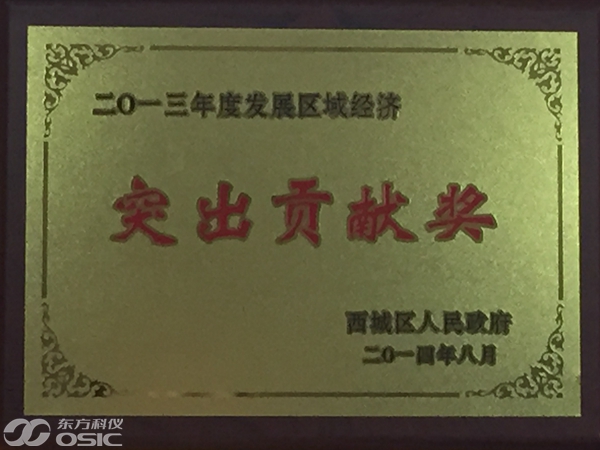 二〇一三年度发展区域经济
突出贡献奖
西城区人民政府
二〇一四年八月
东方科仪
OSIC